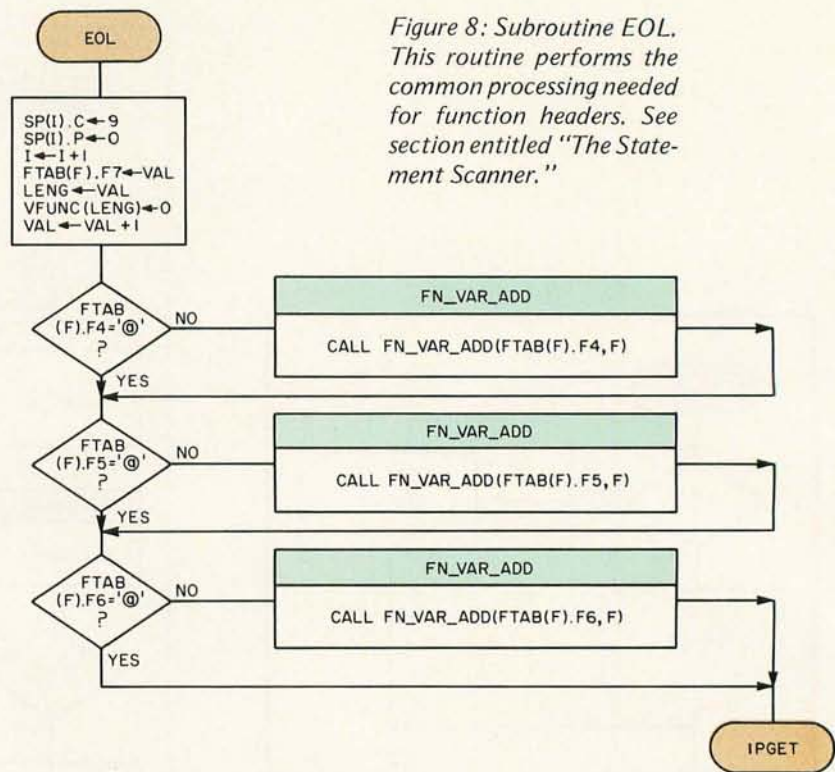 EOL
Figure 8: Subroutine EOL.
This routine performs the
common processing needed
for function headers. See
section entitled "The State-
ment Scanner."
SP(I).C←9
SP(I).P←0
I←I+1
FTAB(F).F7←VAL
LENG←VAL
VFUNC(LENG)←0
VAL←VAL+1
FTAB
(F).F4='@'
?
NO
YES
FN_VAR_ADD
CALL FN_VAR_ADD(FTAB(F).F4,F)
FTAB
(F).F5='@'
?
NO
YES
FN_VAR_ADD
CALL FN_VAR_ADD(FTAB(F).F5,F)
FTAB
(F).F6='@'
?
NO
YES
FN_VAR_ADD
CALL FN_VAR_ADD(FTAB(F).F6,F)
IPGET